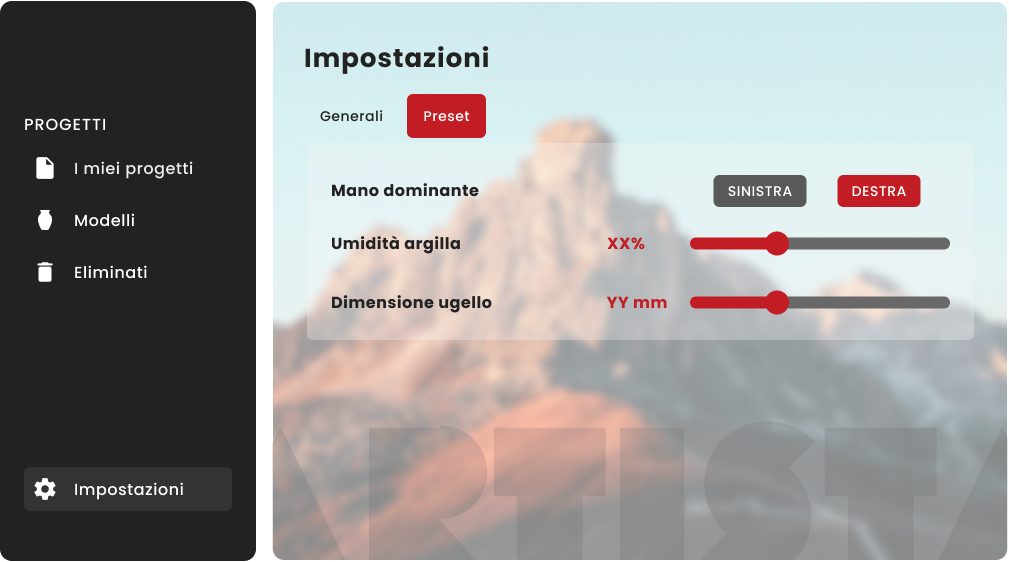 PROGETTI
I miei progetti
Modelli
Eliminati
Impostazioni
Impostazioni
Generali Preset
Mano dominante SINISTRA DESTRA
Umidità argilla XX%
Dimensione ugello YY mm
ARTISTA